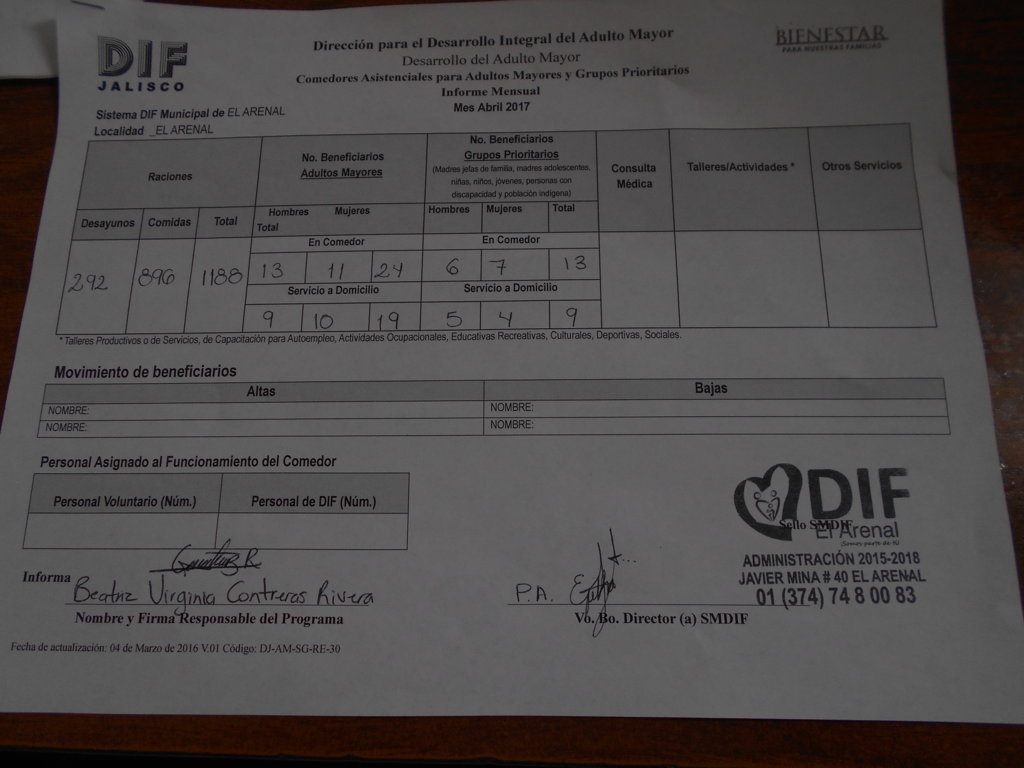 DIF
JALISCO
Dirección para el Desarrollo Integral del Adulto Mayor
Desarrollo del Adulto Mayor
Comedores Asistenciales para Adultos Mayores y Grupos Prioritarios
Informe Mensual
Mes Abril 2017
BIENESTAR
PARA NUESTRAS FAMILIAS
Sistema DIF Municipal de EL ARENAL
Localidad _EL ARENAL
Raciones
No. Beneficiarios
Adultos Mayores
No. Beneficiarios
Grupos Prioritarios
(Madres jefas de familia, madres adolescentes,
niñas, niños, jóvenes, personas con
discapacidad y población indígena)
Consulta
Médica
Talleres/Actividades *
Otros Servicios
Desayunos Comidas Total
Hombres Mujeres
Total
Hombres Mujeres Total
En Comedor En Comedor
292 896 1188
13 11 24 6 7 13
Servicio a Domicilio Servicio a Domicilio
9 10 19 5 4 9
* Talleres Productivos o de Servicios, de Capacitación para Autoempleo, Actividades Ocupacionales, Educativas Recreativas, Culturales, Deportivas, Sociales.
Movimiento de beneficiarios
Altas Bajas
NOMBRE: NOMBRE:
NOMBRE: NOMBRE:
Personal Asignado al Funcionamiento del Comedor
Personal Voluntario (Núm.) Personal de DIF (Núm.)
DIF
Sello SMDIF
El Arenal
Somos parte de ti
ADMINISTRACIÓN 2015-2018
JAVIER MINA # 40 EL ARENAL
01 (374) 74 8 00 83
Informa Beatriz Virginia Contreras Rivera
Nombre y Firma Responsable del Programa
P.A.
Vo. Bo. Director (a) SMDIF
Fecha de actualización: 04 de Marzo de 2016 V.01 Código: DJ-AM-SG-RE-30